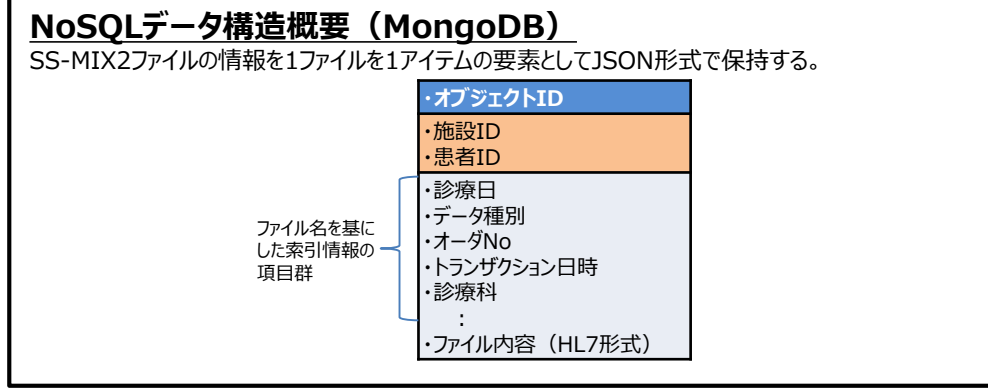 NoSQLデータ構造概要（MongoDB）
SS-MIX2ファイルの情報を1ファイルを1アイテムの要素としてJSON形式で保持する。
・オブジェクトID
・施設ID
・患者ID
・診療日
・データ種別
・オーダNo
・トランザクション日時
・診療科
：
・ファイル内容（HL7形式）
ファイル名を基に
した索引情報の
項目群